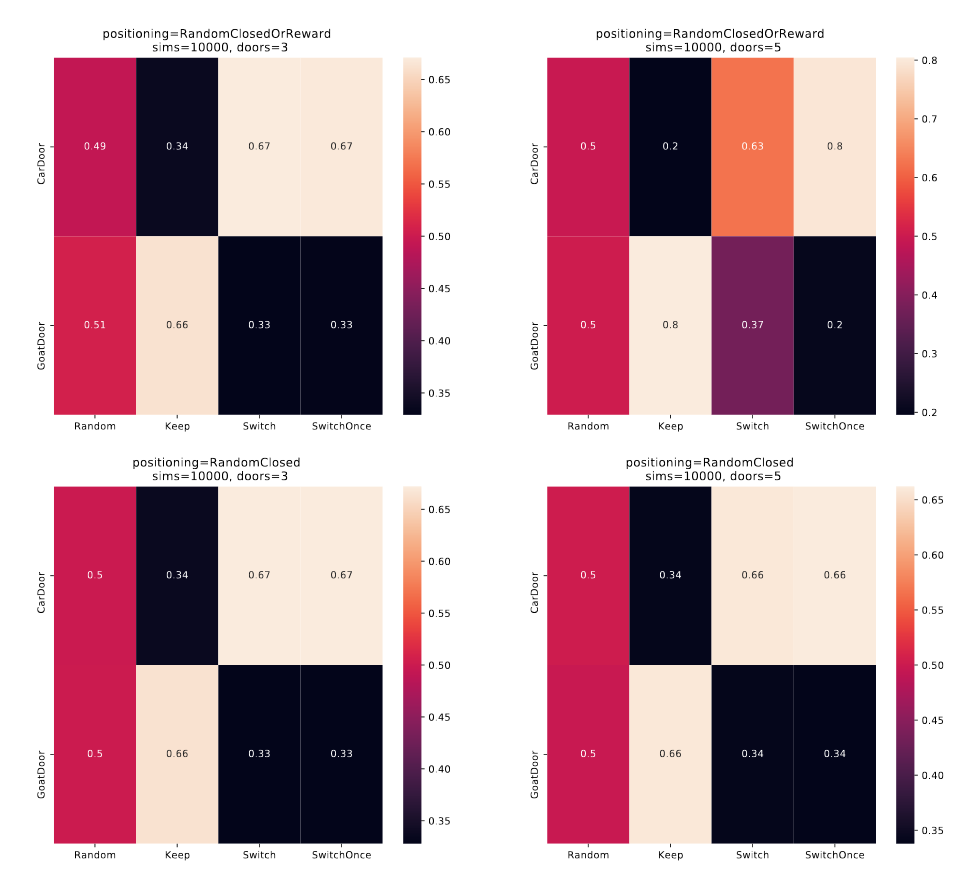 positioning=RandomClosedOrReward
sims=10000, doors=3
CarDoor
GoatDoor
0.49 0.34 0.67 0.67
0.51 0.66 0.33 0.33
Random Keep Switch SwitchOnce
0.65
0.60
0.55
0.50
0.45
0.40
0.35
positioning=RandomClosedOrReward
sims=10000, doors=5
CarDoor
GoatDoor
0.5 0.2 0.63 0.8
0.5 0.8 0.37 0.2
Random Keep Switch SwitchOnce
0.8
0.7
0.6
0.5
0.4
0.3
0.2
positioning=RandomClosed
sims=10000, doors=3
CarDoor
GoatDoor
0.5 0.34 0.67 0.67
0.5 0.66 0.33 0.33
Random Keep Switch SwitchOnce
0.65
0.60
0.55
0.50
0.45
0.40
0.35
positioning=RandomClosed
sims=10000, doors=5
CarDoor
GoatDoor
0.5 0.34 0.66 0.66
0.5 0.66 0.34 0.34
Random Keep Switch SwitchOnce
0.65
0.60
0.55
0.50
0.45
0.40
0.35